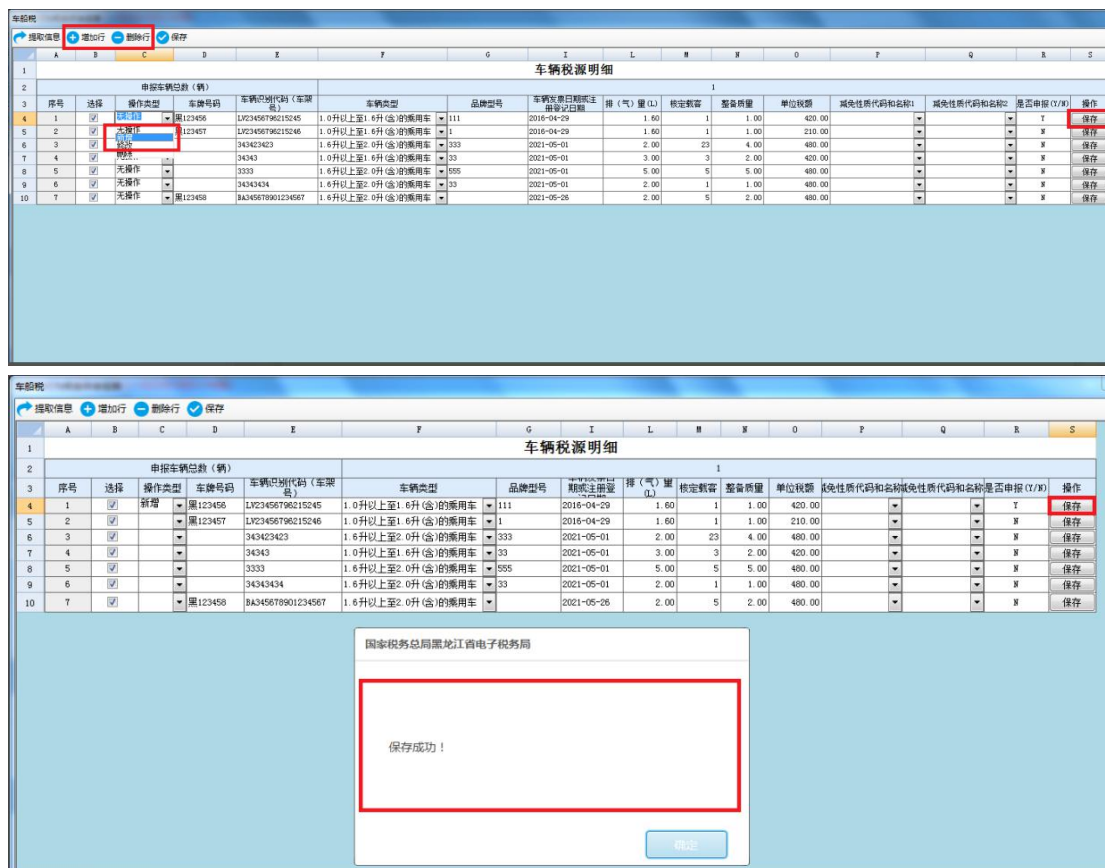 车船税
提取信息 增加行 删除行 保存
A B C D E F G I L M N O P Q R S
1 车辆税源明细
2 申报车辆总数（辆） 1
3 序号 选择 操作类型 车牌号码 车辆识别代码（车架号） 车辆类型 品牌型号 车辆发票日期或注册登记日期 排（气）量(L) 核定载客 整备质量 单位税额 减免性质代码和名称1 减免性质代码和名称2 是否申报(Y/N) 操作
4 1 无操作 黑123456 LV23456796215245 1.0升以上至1.6升(含)的乘用车 111 2016-04-29 1.60 1 1.00 420.00 Y 保存
5 2 无操作 黑123457 LV23456796215246 1.0升以上至1.6升(含)的乘用车 1 2016-04-29 1.60 1 1.00 210.00 N 保存
新增
6 3 修改 343423423 1.6升以上至2.0升(含)的乘用车 333 2021-05-01 2.00 23 4.00 480.00 N 保存
删除
7 4 无操作 34343 1.0升以上至1.6升(含)的乘用车 33 2021-05-01 3.00 3 2.00 420.00 N 保存
8 5 无操作 3333 1.6升以上至2.0升(含)的乘用车 555 2021-05-01 5.00 5 5.00 480.00 N 保存
9 6 无操作 34343434 1.6升以上至2.0升(含)的乘用车 33 2021-05-01 2.00 1 1.00 480.00 N 保存
10 7 无操作 黑123458 BA345678901234567 1.6升以上至2.0升(含)的乘用车 2021-05-26 2.00 5 2.00 480.00 N 保存
车船税
提取信息 增加行 删除行 保存
A B C D E F G I L M N O P Q R S
1 车辆税源明细
2 申报车辆总数（辆） 1
3 序号 选择 操作类型 车牌号码 车辆识别代码（车架号） 车辆类型 品牌型号 期或注册登 排（气）量(L) 核定载客 整备质量 单位税额 减免性质代码和名称 减免性质代码和名称 是否申报(Y/N) 操作
4 1 新增 黑123456 LV23456796215245 1.0升以上至1.6升(含)的乘用车 111 2016-04-29 1.60 1 1.00 420.00 Y 保存
5 2 黑123457 LV23456796215246 1.0升以上至1.6升(含)的乘用车 1 2016-04-29 1.60 1 1.00 210.00 N 保存
6 3 343423423 1.6升以上至2.0升(含)的乘用车 333 2021-05-01 2.00 23 4.00 480.00 N 保存
7 4 34343 1.0升以上至1.6升(含)的乘用车 33 2021-05-01 3.00 3 2.00 420.00 N 保存
8 5 3333 1.6升以上至2.0升(含)的乘用车 555 2021-05-01 5.00 5 5.00 480.00 N 保存
9 6 34343434 1.6升以上至2.0升(含)的乘用车 33 2021-05-01 2.00 1 1.00 480.00 N 保存
10 7 黑123458 BA345678901234567 1.6升以上至2.0升(含)的乘用车 2021-05-26 2.00 5 2.00 480.00 N 保存
国家税务总局黑龙江省电子税务局
保存成功！
确定